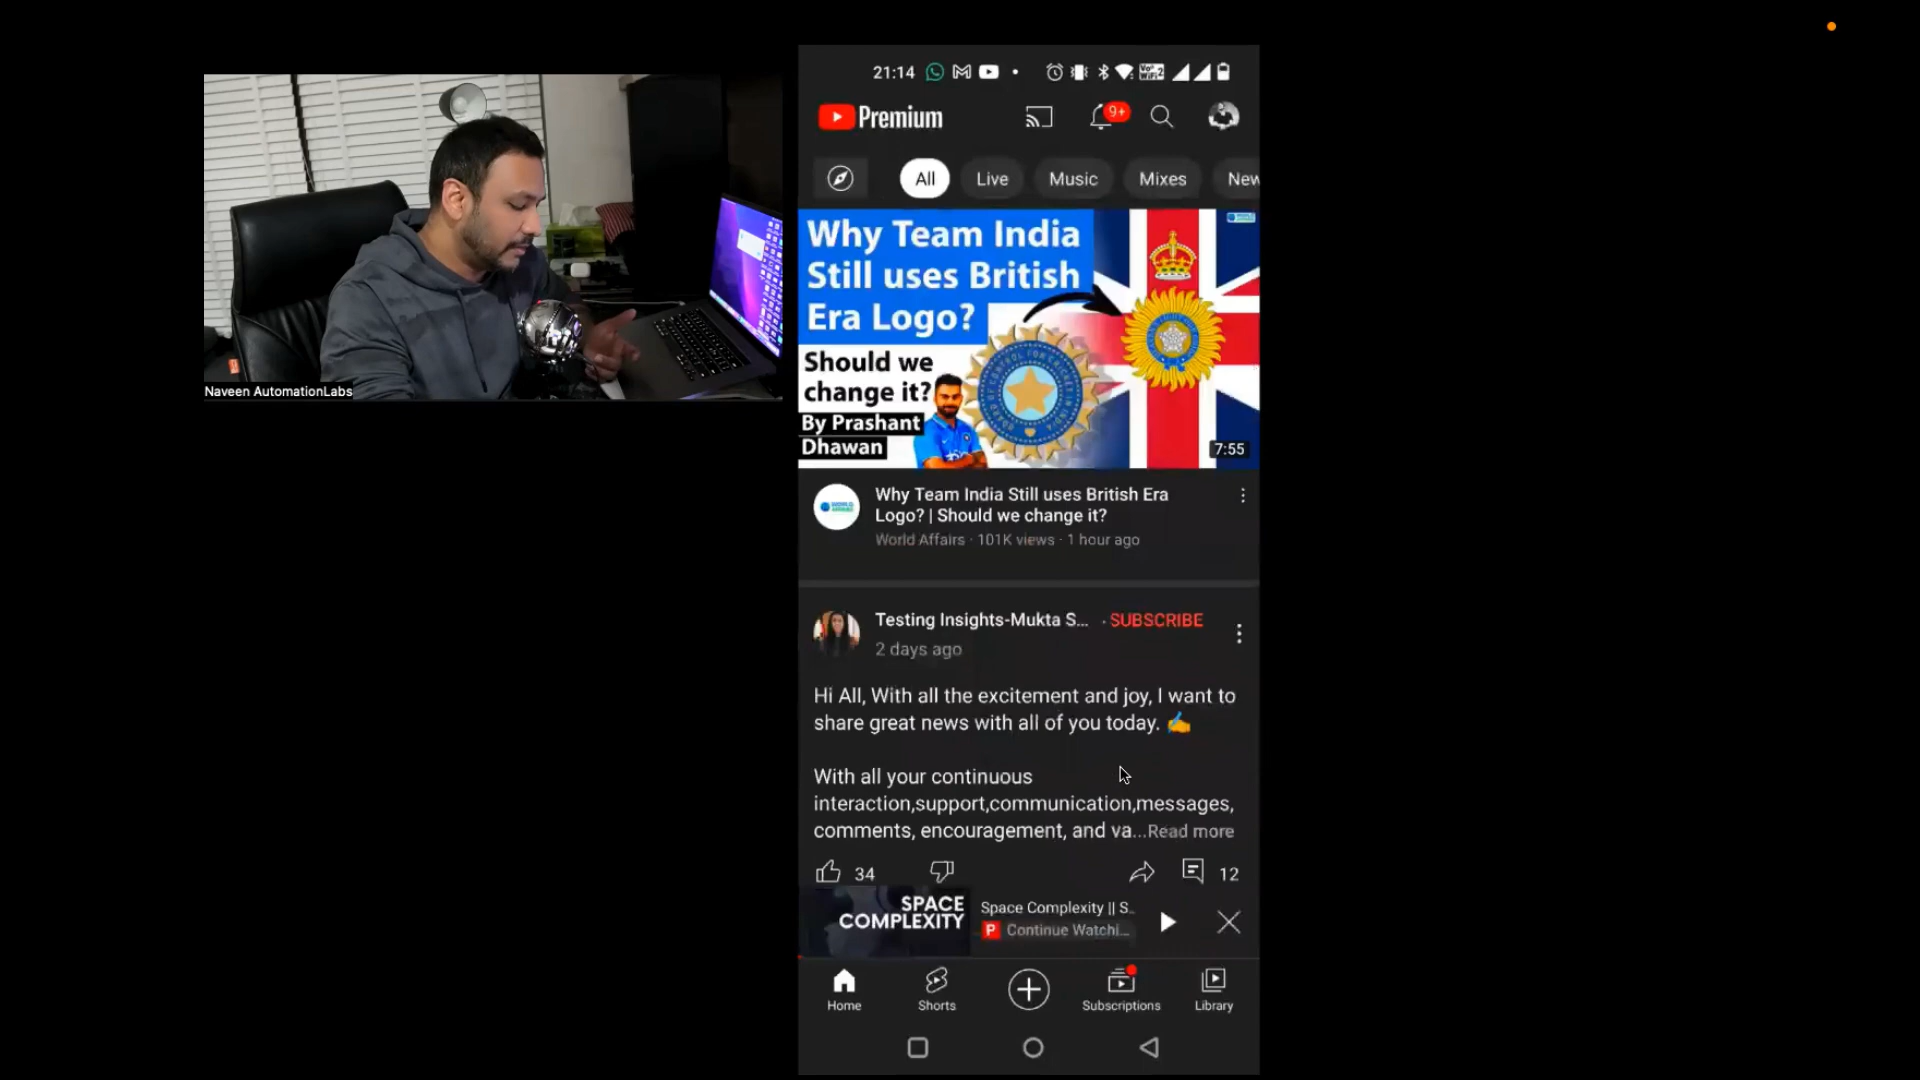 21:14
Premium
9+
All
Live
Music
Mixes
New
Why Team India
Still uses British
Era Logo?
Should we
change it?
By Prashant
Dhawan
7:55
Why Team India Still uses British Era
Logo? | Should we change it?
World Affairs · 101K views · 1 hour ago
Testing Insights-Mukta S... · SUBSCRIBE
2 days ago
Hi All, With all the excitement and joy, I want to
share great news with all of you today. ✍️
With all your continuous
interaction,support,communication,messages,
comments, encouragement, and va...Read more
34
12
SPACE
COMPLEXITY
Space Complexity || S..
P Continue Watchi...
Home
Shorts
Subscriptions
Library
Naveen AutomationLabs